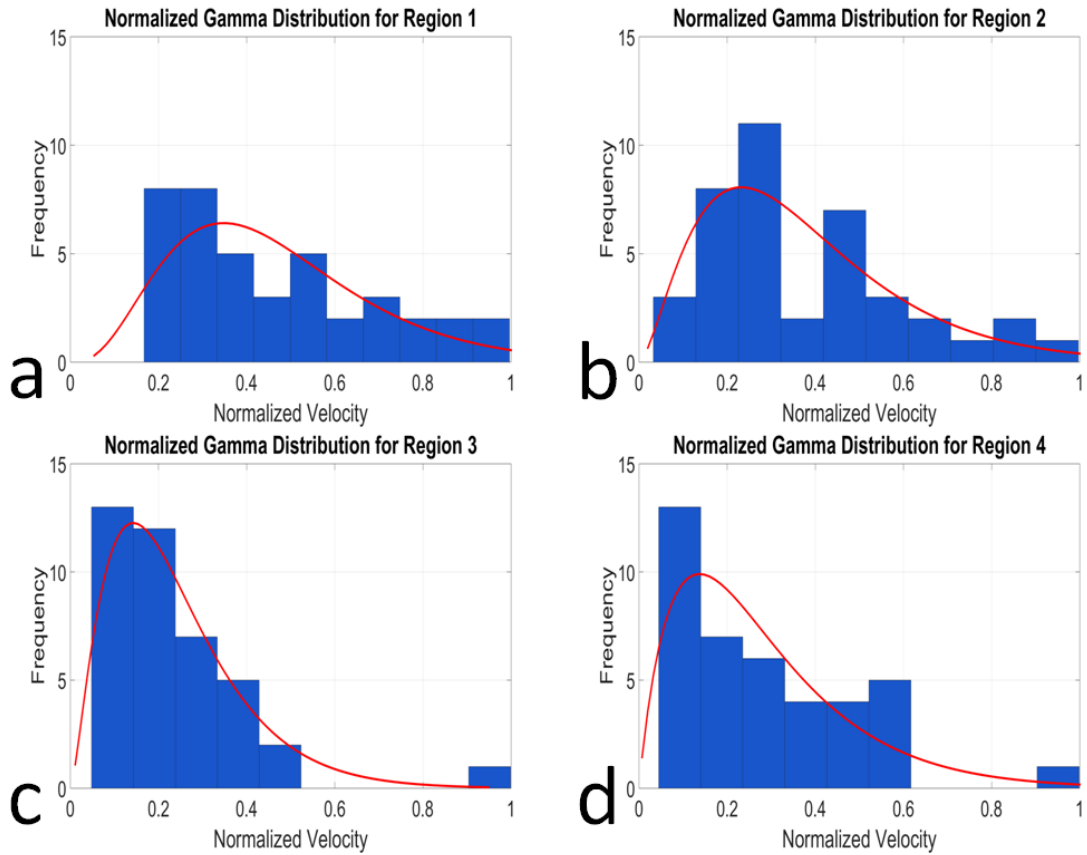 Normalized Gamma Distribution for Region 1
15
10
5
0
Frequency
0 0.2 0.4 0.6 0.8 1
Normalized Velocity
a
Normalized Gamma Distribution for Region 2
15
10
5
0
Frequency
0 0.2 0.4 0.6 0.8 1
Normalized Velocity
b
Normalized Gamma Distribution for Region 3
15
10
5
0
Frequency
0 0.2 0.4 0.6 0.8 1
Normalized Velocity
c
Normalized Gamma Distribution for Region 4
15
10
5
0
Frequency
0 0.2 0.4 0.6 0.8 1
Normalized Velocity
d